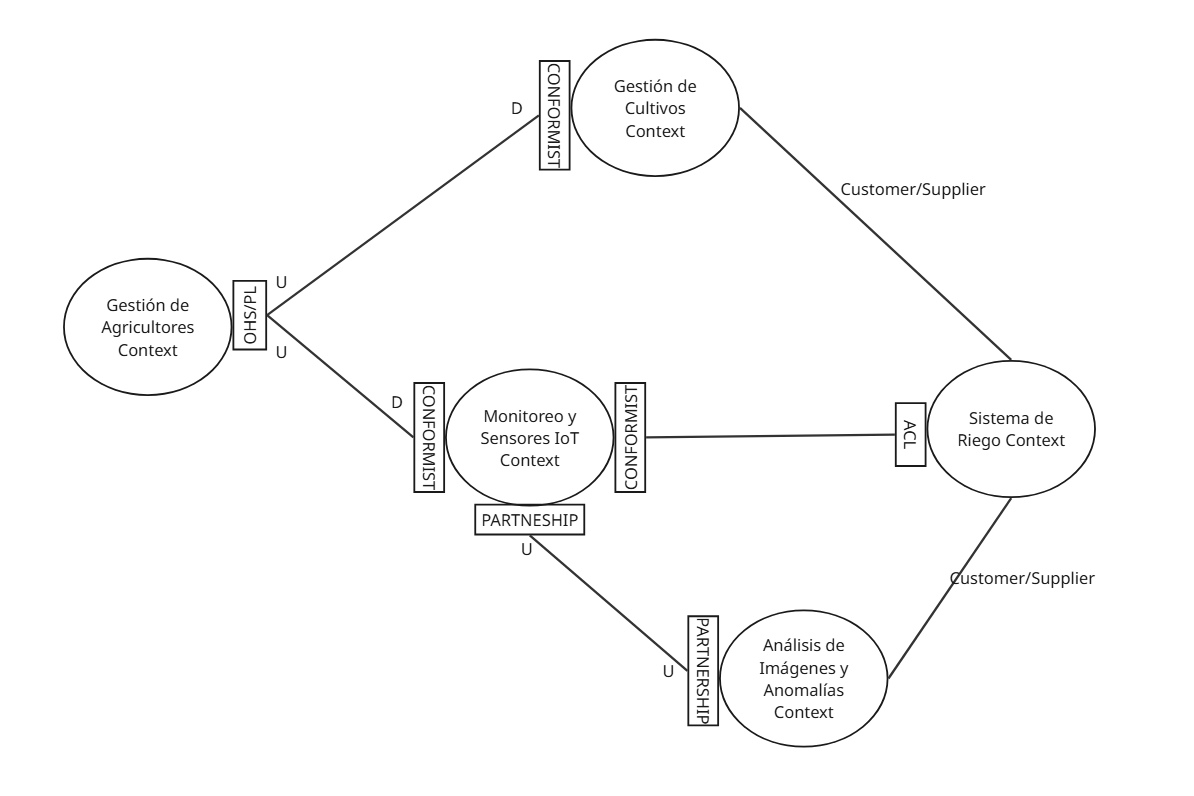 Gestión de
Cultivos
Context
CONFORMIST
D
Customer/Supplier
Gestión de
Agricultores
Context
OHS/PL
U
U
D
CONFORMIST
Monitoreo y
Sensores IoT
Context
CONFORMIST
ACL
Sistema de
Riego Context
PARTNESHIP
U
Customer/Supplier
U
PARTNERSHIP
Análisis de
Imágenes y
Anomalías
Context